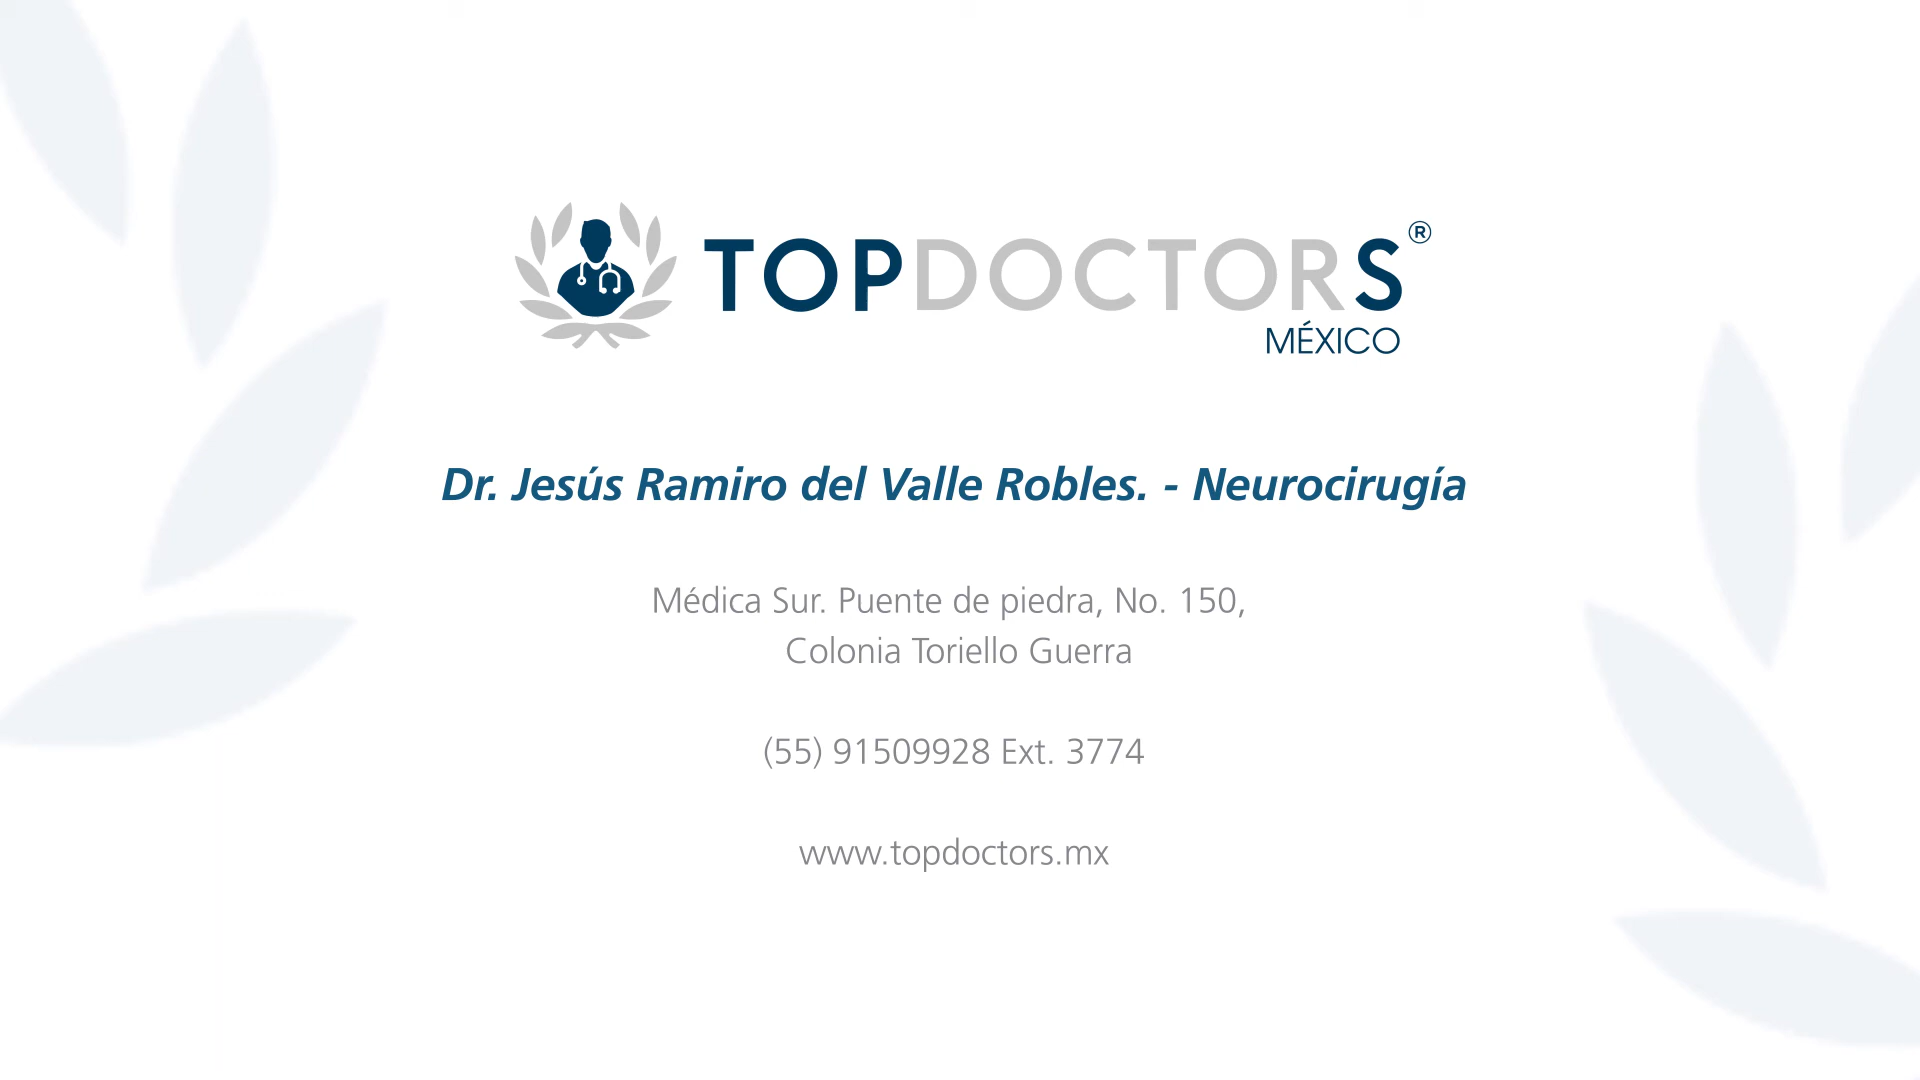 TOPDOCTORS®
MÉXICO
Dr. Jesús Ramiro del Valle Robles. - Neurocirugía
Médica Sur. Puente de piedra, No. 150,
Colonia Toriello Guerra
(55) 91509928 Ext. 3774
www.topdoctors.mx